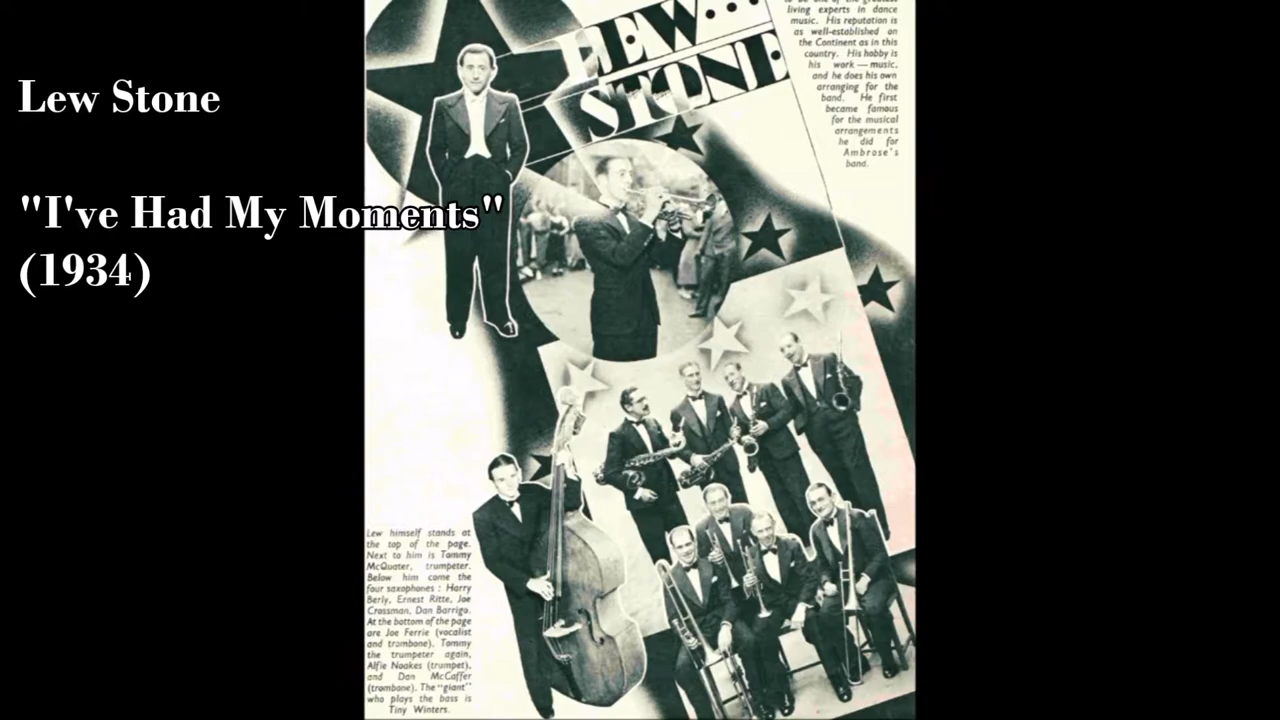 Lew Stone
"I've Had My Moments"
(1934)
LEW...
STONE
living experts in dance
music. His reputation is
as well-established on
the Continent as in this
country. His hobby is
his work — music,
and he does his own
arranging for the
band. He first
became famous
for the musical
arrangements
he did for
Ambrose's
band.
Lew himself stands at
the top of the page.
Next to him is Tommy
McQuater, trumpeter.
Below him come the
four saxophones : Harry
Berly, Ernest Ritte, Joe
Crossman, Dan Barrigo.
At the bottom of the page
are Joe Ferrie (vocalist
and trombone), Tommy
the trumpeter again,
Alfie Noakes (trumpet),
and Dan McCaffer
(trombone). The "giant"
who plays the bass is
Tiny Winters.